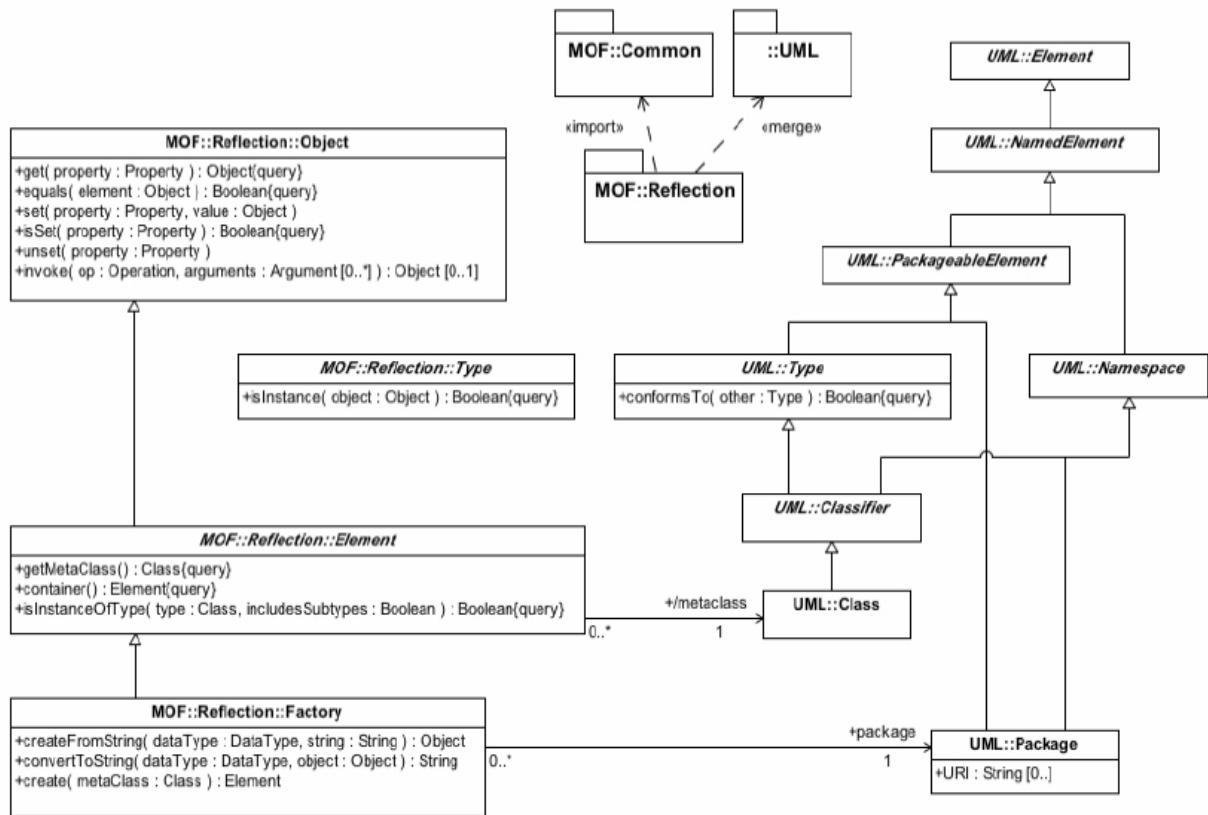 MOF::Common
::UML
«import»
«merge»
MOF::Reflection
UML::Element
UML::NamedElement
UML::PackageableElement
MOF::Reflection::Object
+get( property : Property ) : Object{query}
+equals( element : Object ) : Boolean{query}
+set( property : Property, value : Object )
+isSet( property : Property ) : Boolean{query}
+unset( property : Property )
+invoke( op : Operation, arguments : Argument [0..*] ) : Object [0..1]
MOF::Reflection::Type
+isInstance( object : Object ) : Boolean{query}
UML::Type
+conformsTo( other : Type ) : Boolean{query}
UML::Namespace
UML::Classifier
MOF::Reflection::Element
+getMetaClass() : Class{query}
+container() : Element{query}
+isInstanceOfType( type : Class, includesSubtypes : Boolean ) : Boolean{query}
+/metaclass
0..*
1
UML::Class
MOF::Reflection::Factory
+createFromString( dataType : DataType, string : String ) : Object
+convertToString( dataType : DataType, object : Object ) : String
+create( metaClass : Class ) : Element
+package
0..*
1
UML::Package
+URI : String [0..]